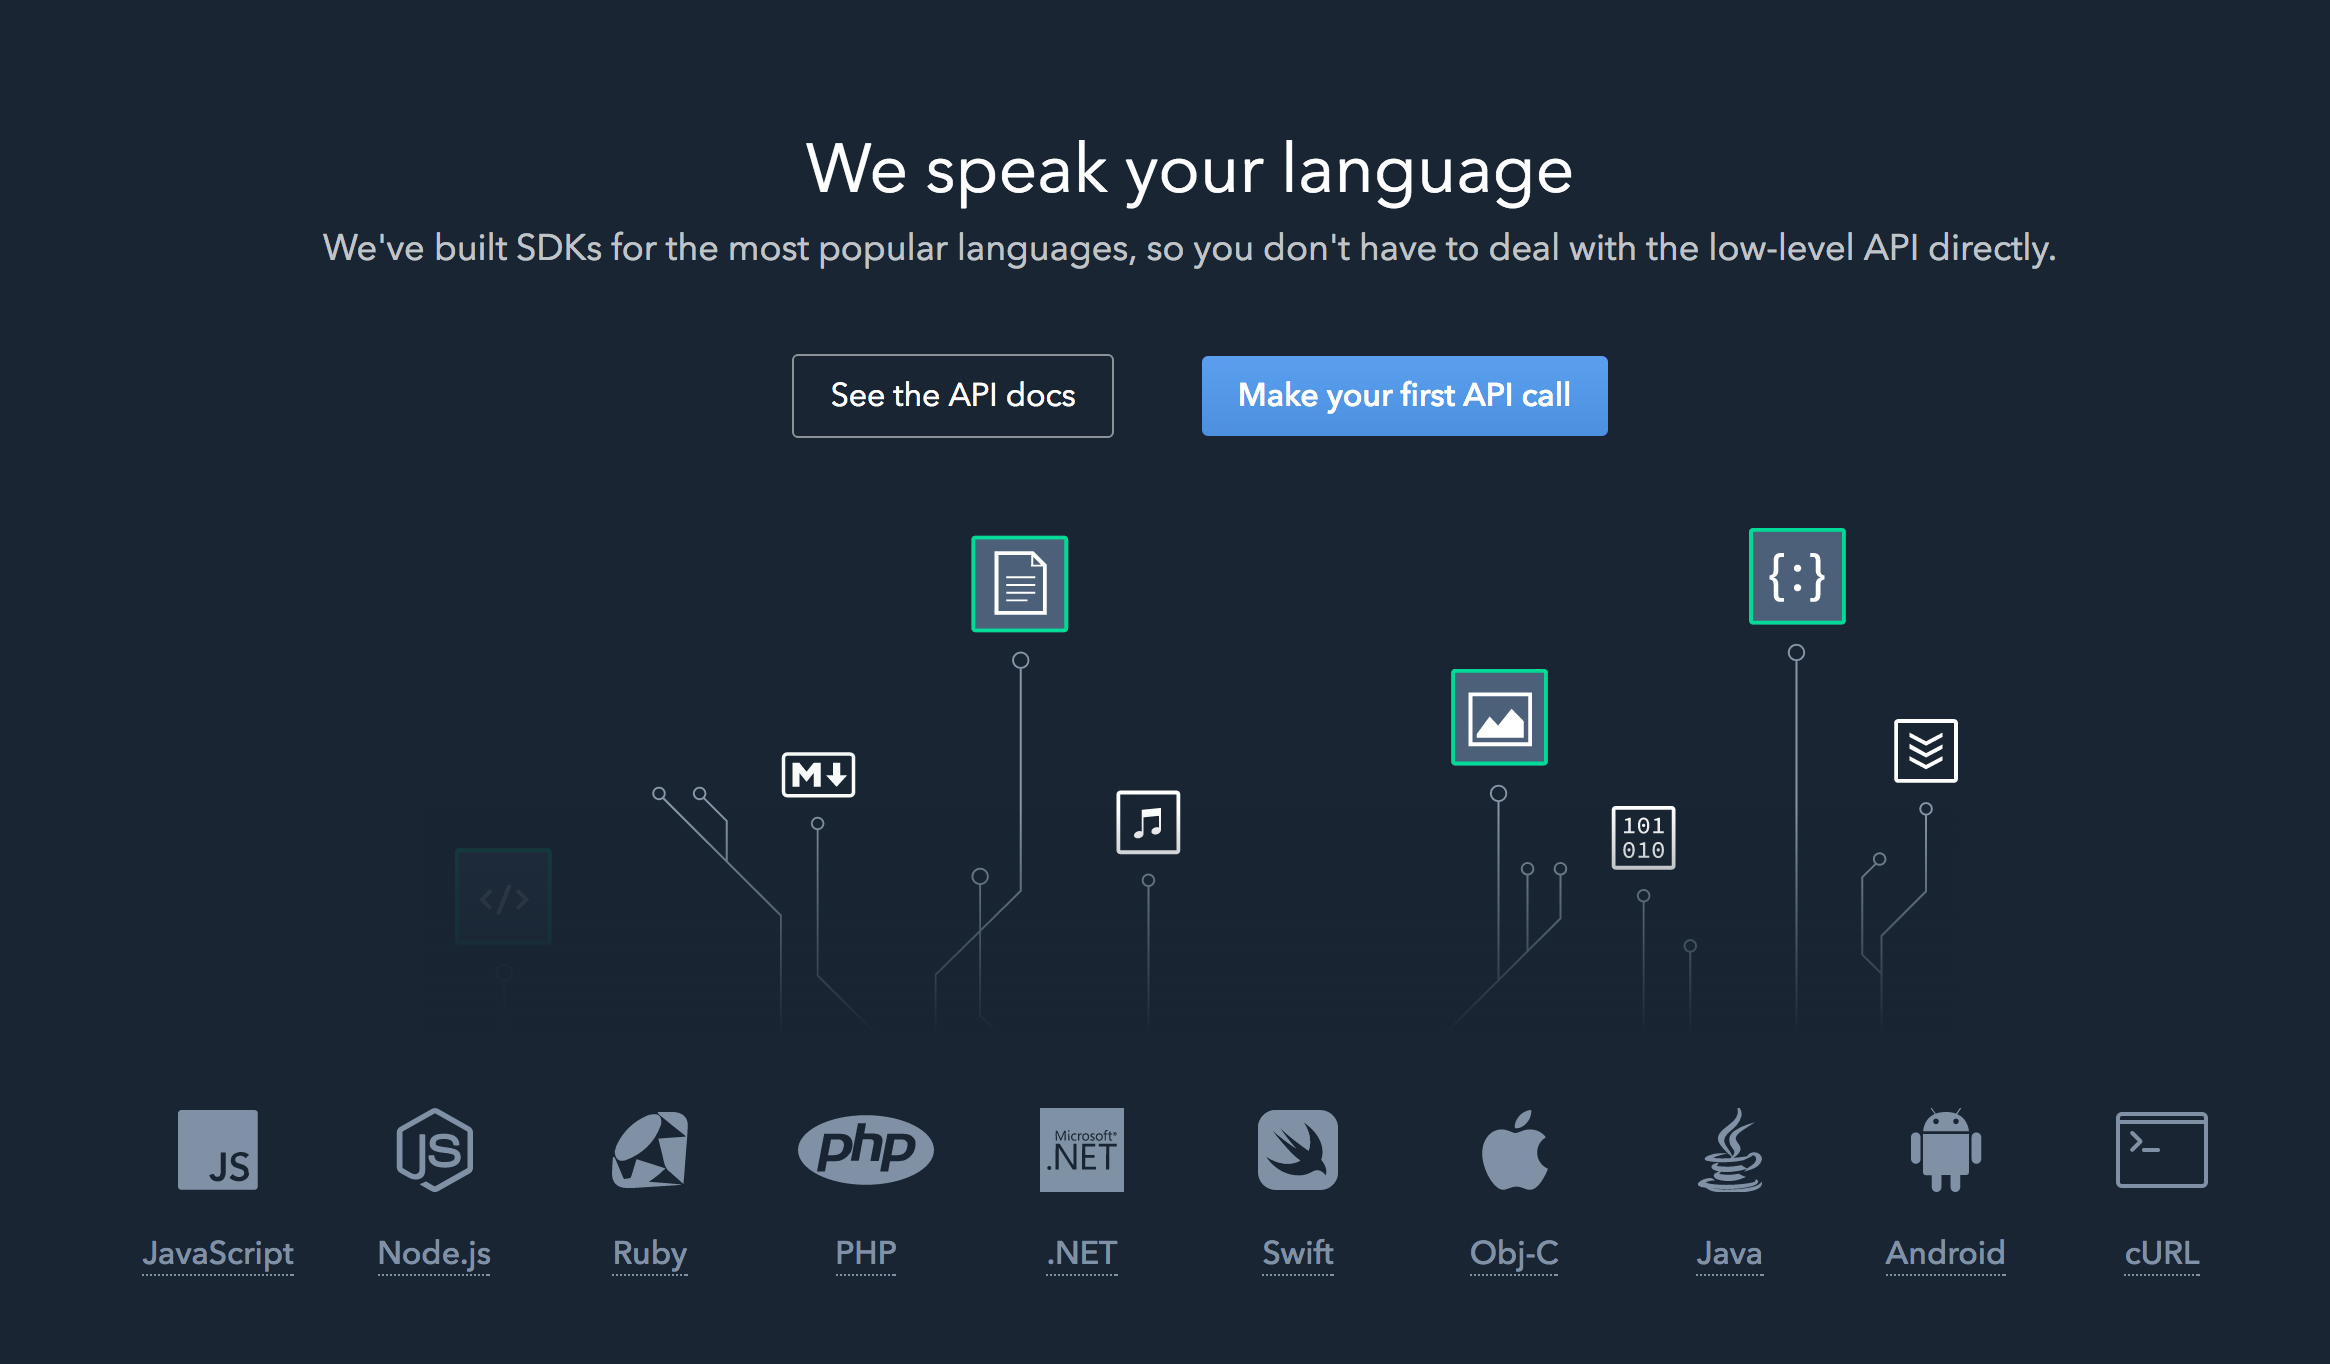 We speak your language
We've built SDKs for the most popular languages, so you don't have to deal with the low-level API directly.
See the API docs
Make your first API call
{:}
M
101
010
</>
JS
JS
php
Microsoft®
.NET
>_
JavaScript
Node.js
Ruby
PHP
.NET
Swift
Obj-C
Java
Android
cURL